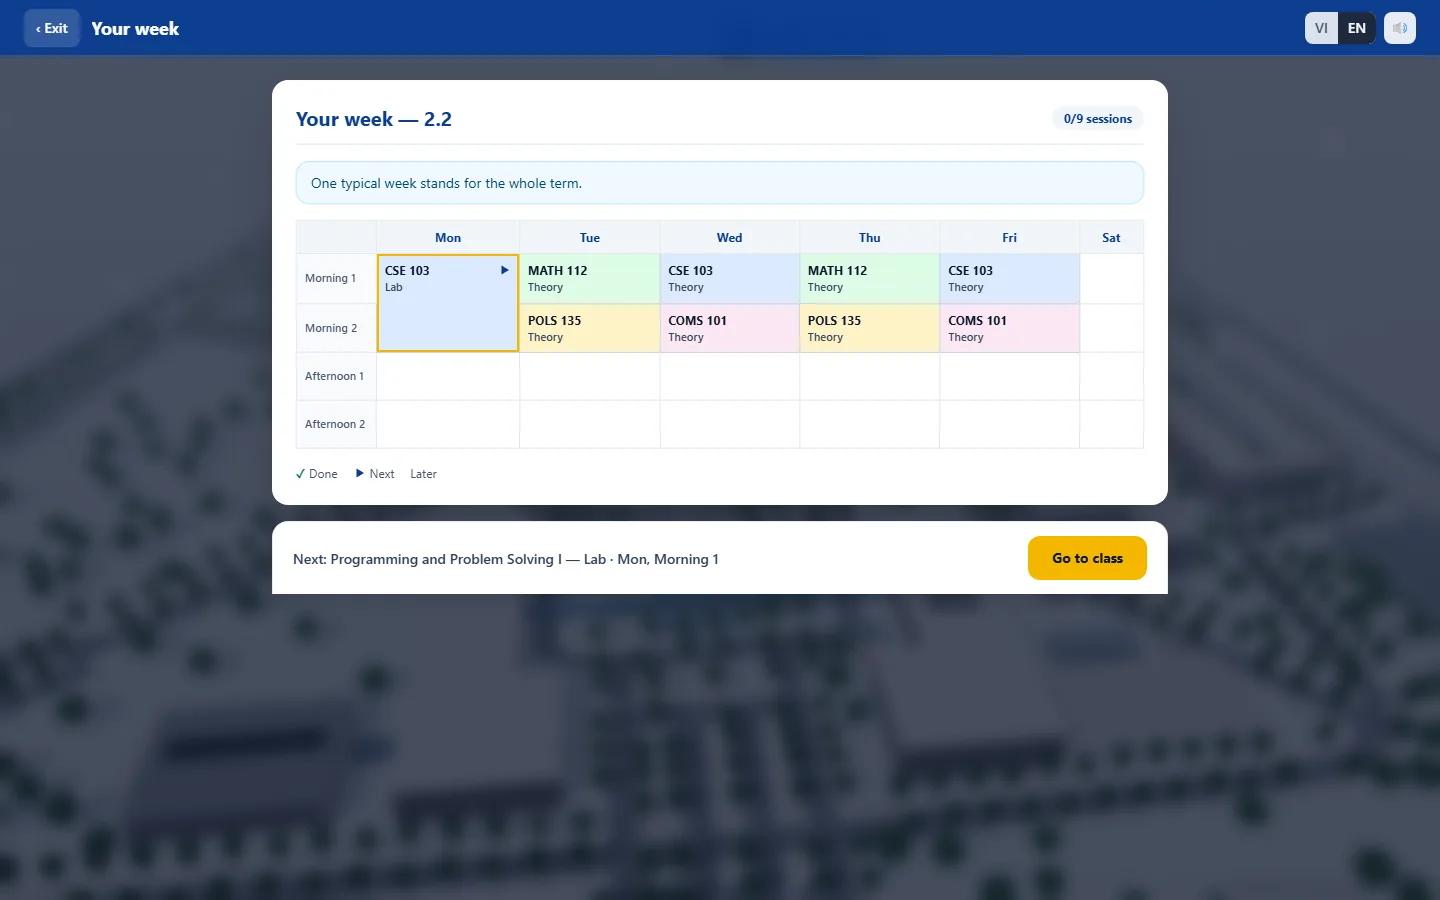 ‹ Exit
Your week
VI EN
Your week — 2.2
0/9 sessions
One typical week stands for the whole term.
Mon Tue Wed Thu Fri Sat
Morning 1
CSE 103 ▶
Lab
MATH 112
Theory
CSE 103
Theory
MATH 112
Theory
CSE 103
Theory
Morning 2
POLS 135
Theory
COMS 101
Theory
POLS 135
Theory
COMS 101
Theory
Afternoon 1
Afternoon 2
✓ Done ▶ Next Later
Next: Programming and Problem Solving I — Lab · Mon, Morning 1
Go to class